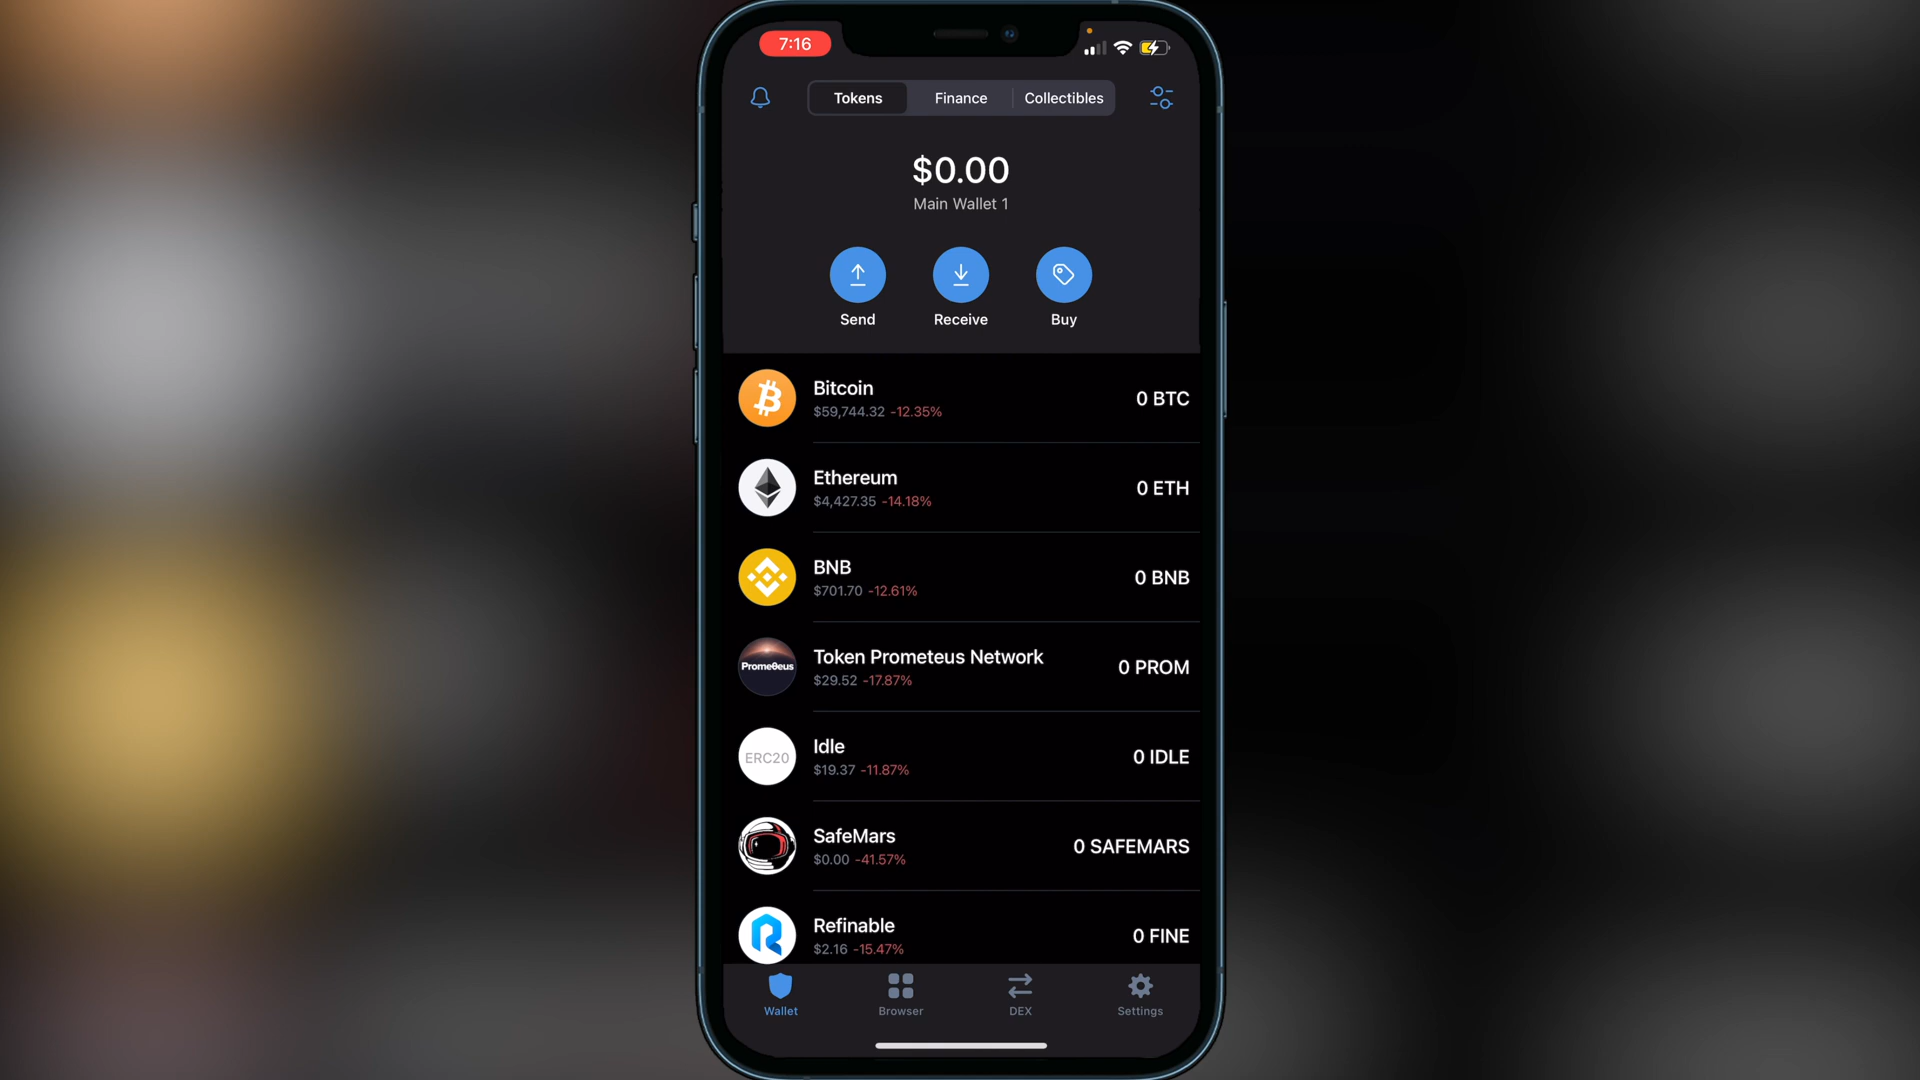 7:16
Tokens Finance Collectibles
$0.00
Main Wallet 1
Send Receive Buy
Bitcoin
$59,744.32 -12.35%
0 BTC
Ethereum
$4,427.35 -14.18%
0 ETH
BNB
$701.70 -12.61%
0 BNB
Prometeus
Token Prometeus Network
$29.52 -17.87%
0 PROM
ERC20
Idle
$19.37 -11.87%
0 IDLE
SafeMars
$0.00 -41.57%
0 SAFEMARS
Refinable
$2.16 -15.47%
0 FINE
Wallet Browser DEX Settings